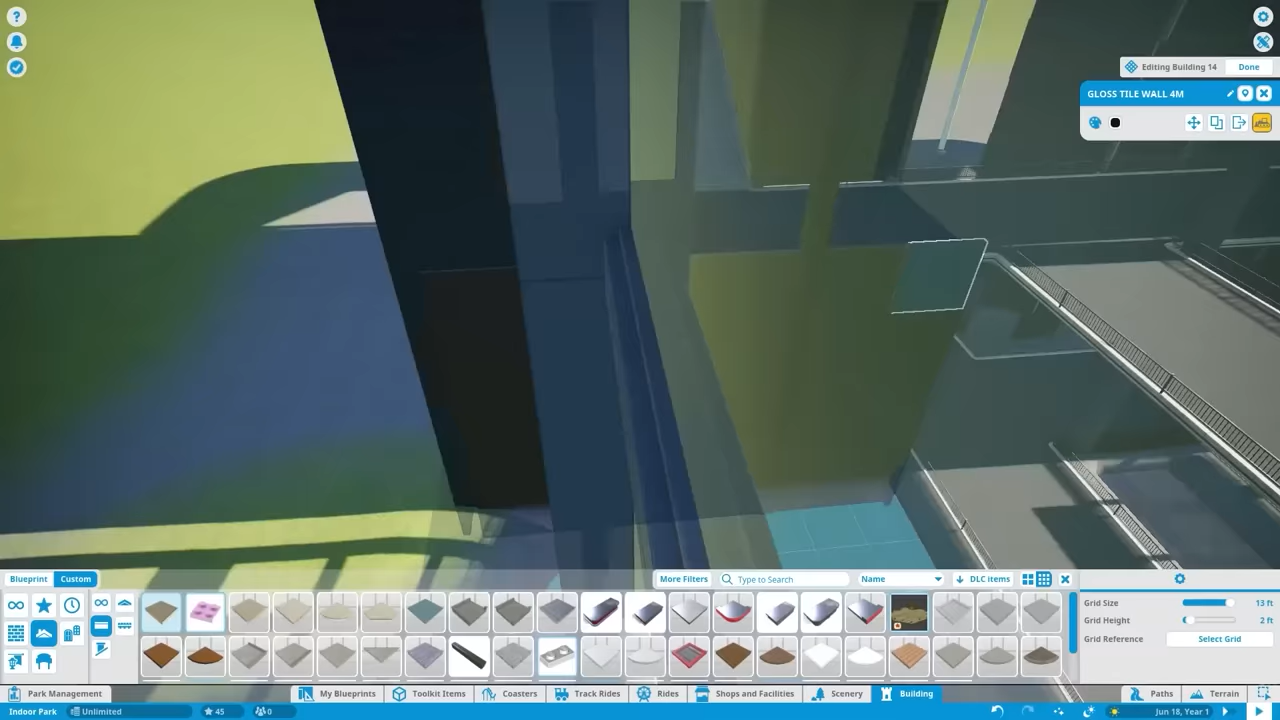 Editing Building 14
Done
GLOSS TILE WALL 4M
Blueprint
Custom
More Filters
Type to Search
Name
DLC items
Grid Size
13 ft
Grid Height
2 ft
Grid Reference
Select Grid
Park Management
My Blueprints
Toolkit Items
Coasters
Track Rides
Rides
Shops and Facilities
Scenery
Building
Paths
Terrain
Indoor Park
Unlimited
45
0
Jun 18, Year 1